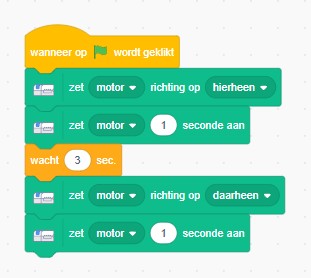 wanneer op wordt geklikt
zet motor richting op hierheen
zet motor 1 seconde aan
wacht 3 sec.
zet motor richting op daarheen
zet motor 1 seconde aan